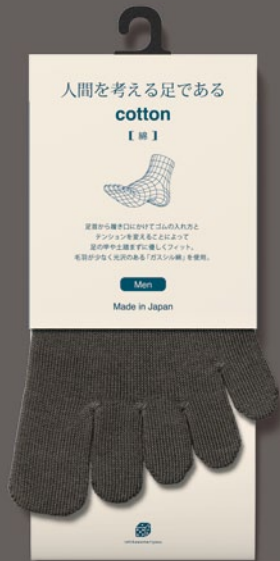 人間を考える足である
cotton
【 綿 】
足首から履き口にかけてゴムの入れ方と
テンションを変えることによって
足の甲や土踏まずに優しくフィット。
毛羽が少なく光沢のある「ガスシル綿」を使用。
Men
Made in Japan